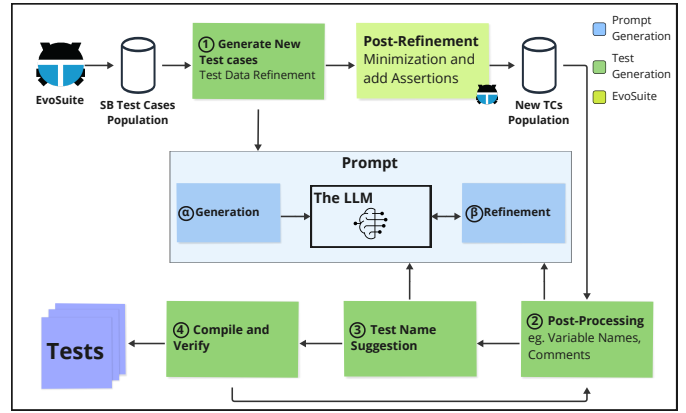 EvoSuite
SB Test Cases
Population
① Generate New
Test cases
Test Data Refinement
Post-Refinement
Minimization and
add Assertions
New TCs
Population
Prompt
Generation
Test
Generation
EvoSuite
Prompt
α Generation
The LLM
β Refinement
Tests
④ Compile and
Verify
③ Test Name
Suggestion
② Post-Processing
eg. Variable Names,
Comments